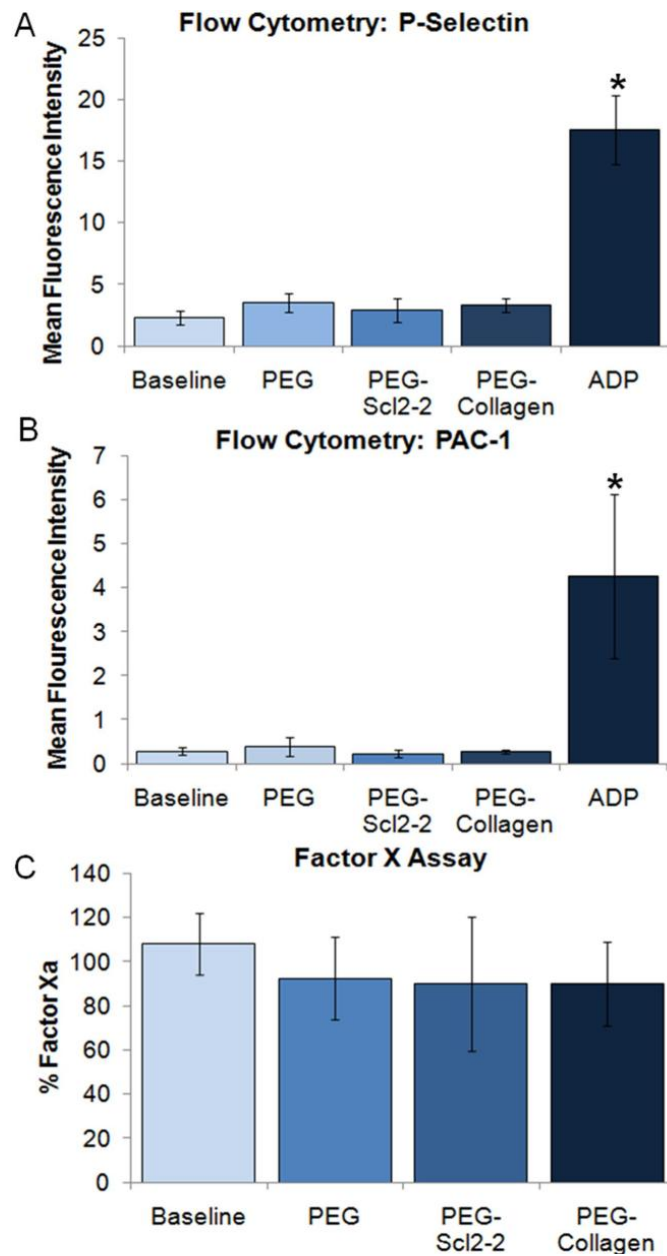 A
Flow Cytometry: P-Selectin
Mean Fluorescence Intensity
25
20
15
10
5
0
*
Baseline
PEG
PEG-
Scl2-2
PEG-
Collagen
ADP
B
Flow Cytometry: PAC-1
Mean Flourescence Intensity
7
6
5
4
3
2
1
0
*
Baseline
PEG
PEG-
Scl2-2
PEG-
Collagen
ADP
C
Factor X Assay
% Factor Xa
140
120
100
80
60
40
20
0
Baseline
PEG
PEG-
Scl2-2
PEG-
Collagen